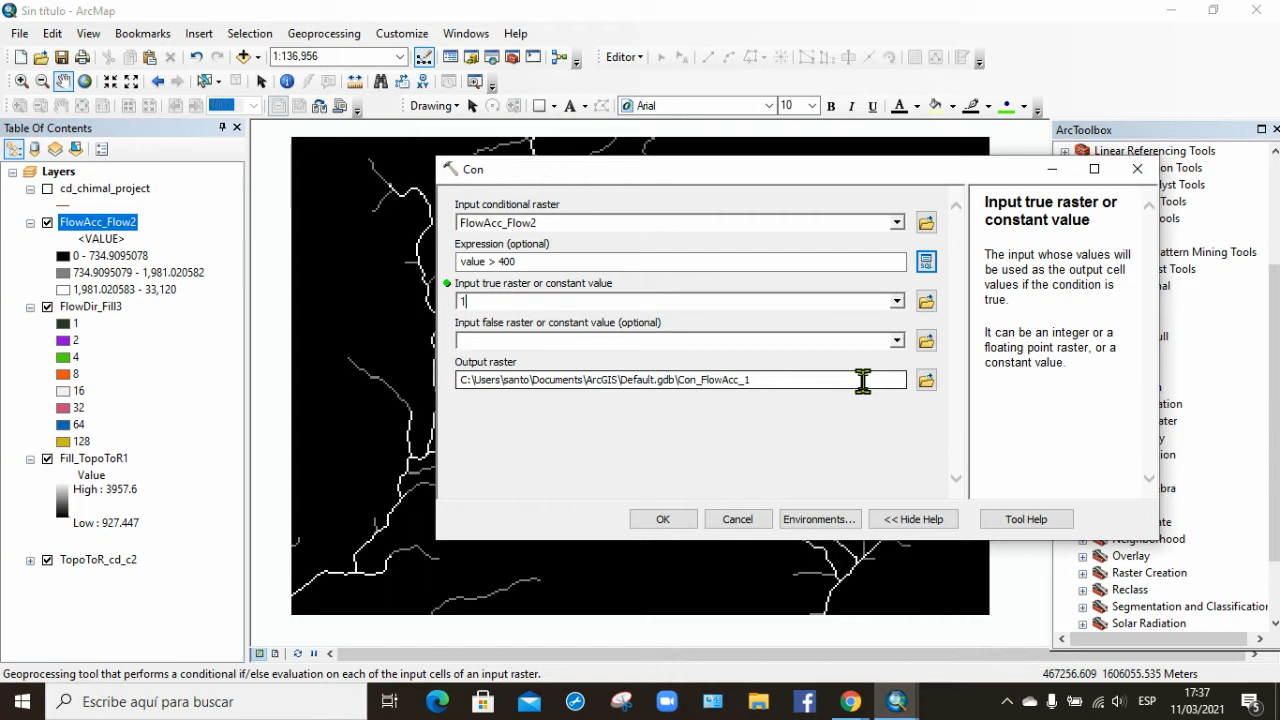 Sin título - ArcMap
File Edit View Bookmarks Insert Selection Geoprocessing Customize Windows Help
1:136,956 Editor
Drawing Arial 10 B I U A
Table Of Contents
Layers
cd_chimal_project
FlowAcc_Flow2
<VALUE>
0 - 734.9095078
734.9095079 - 1,981.020582
1,981.020583 - 33,120
FlowDir_Fill3
1
2
4
8
16
32
64
128
Fill_TopoToR1
Value
High : 3957.6
Low : 927.447
TopoToR_cd_c2
Con
Input conditional raster
FlowAcc_Flow2
Expression (optional)
value > 400
SQL
Input true raster or constant value
1
Input false raster or constant value (optional)
Output raster
C:\Users\santo\Documents\ArcGIS\Default.gdb\Con_FlowAcc_1
OK Cancel Environments... << Hide Help Tool Help
Input true raster or
constant value
The input whose values will
be used as the output cell
values if the condition is
true.
It can be an integer or a
floating point raster, or a
constant value.
ArcToolbox
Linear Referencing Tools
Pattern Mining Tools
Neighborhood
Overlay
Raster Creation
Reclass
Segmentation and Classification
Solar Radiation
Geoprocessing tool that performs a conditional if/else evaluation on each of the input cells of an input raster.
467256.609 1606055.535 Meters
Escribe aquí para buscar
ESP
17:37
11/03/2021
5